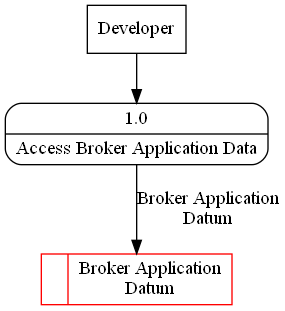 Developer
1.0
Access Broker Application Data
Broker Application
Datum
Broker Application
Datum